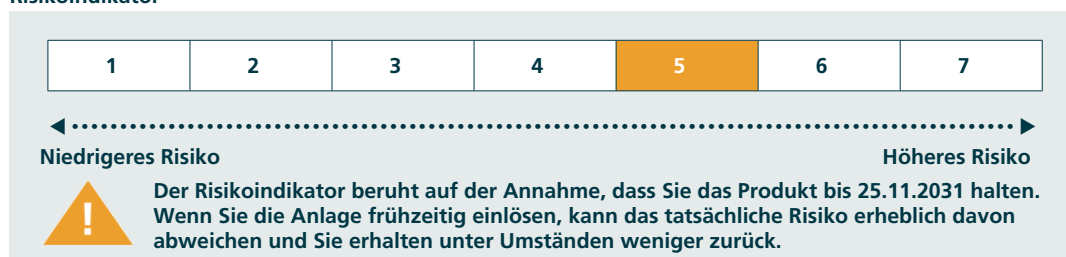 Risikoindikator
1 2 3 4 5 6 7
Niedrigeres Risiko Höheres Risiko
! Der Risikoindikator beruht auf der Annahme, dass Sie das Produkt bis 25.11.2031 halten.
Wenn Sie die Anlage frühzeitig einlösen, kann das tatsächliche Risiko erheblich davon
abweichen und Sie erhalten unter Umständen weniger zurück.